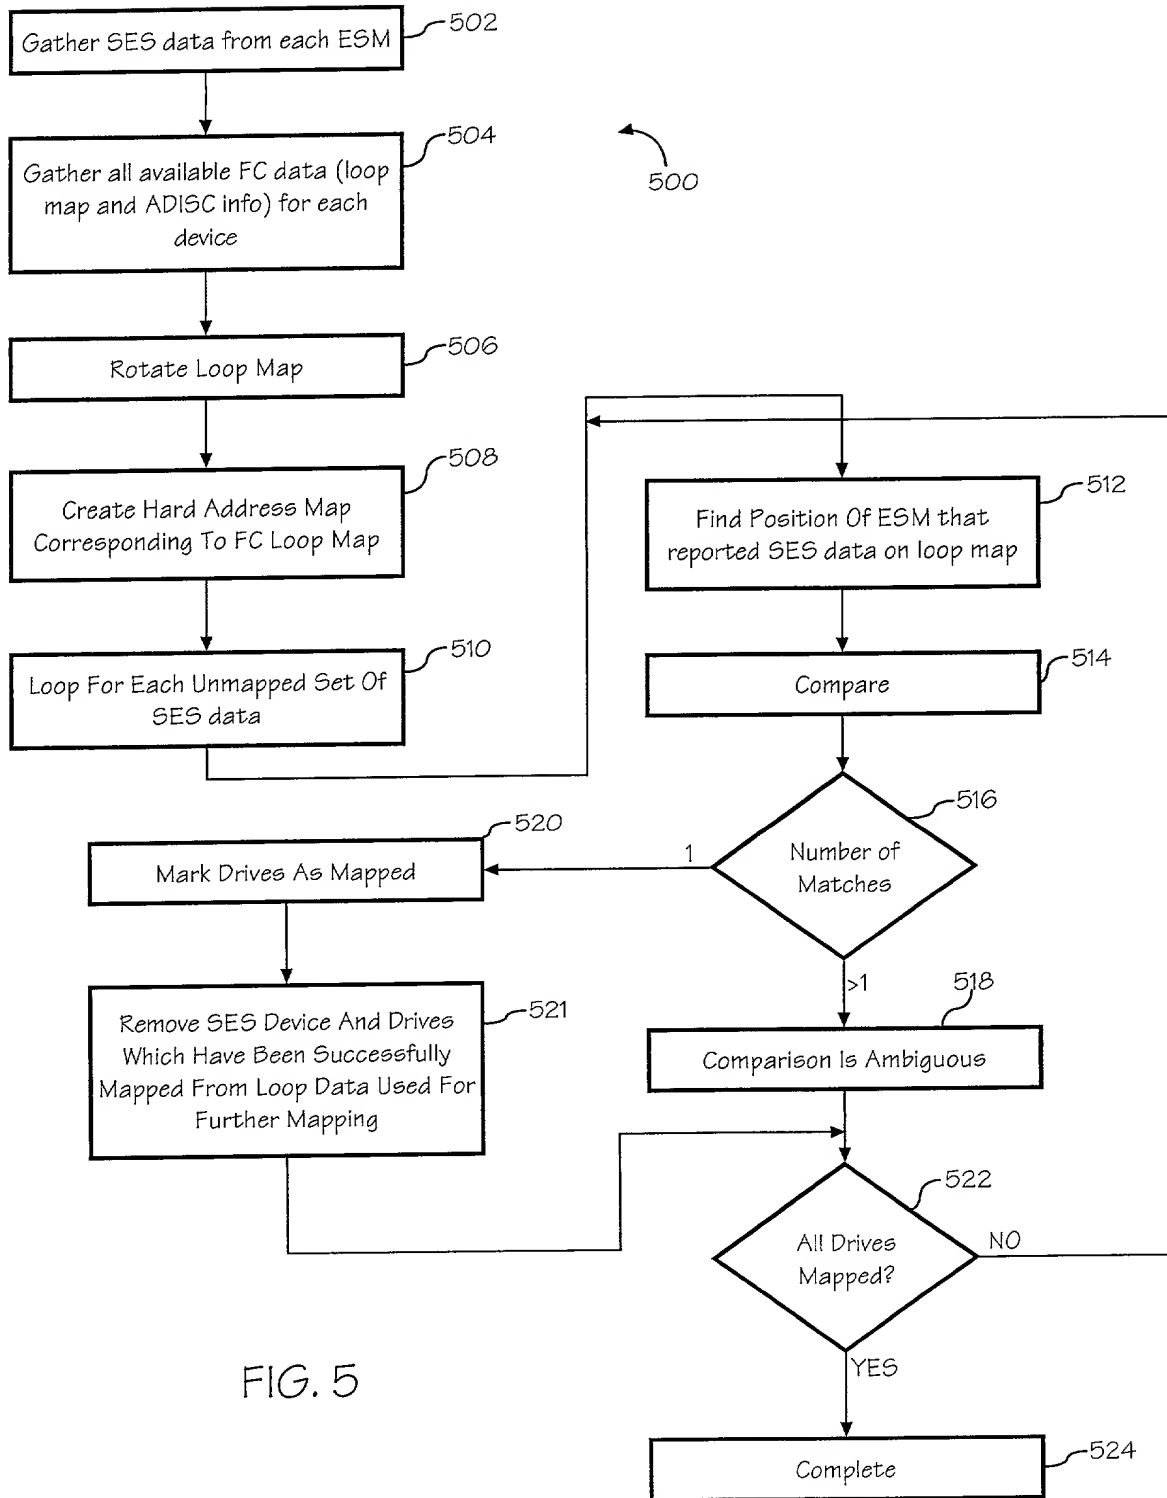 Gather SES data from each ESM
502
Gather all available FC data (loop
map and ADISC info) for each
device
504
500
Rotate Loop Map
506
Create Hard Address Map
Corresponding To FC Loop Map
508
Loop For Each Unmapped Set Of
SES data
510
Find Position Of ESM that
reported SES data on loop map
512
Compare
514
Number of
Matches
516
1
>1
Mark Drives As Mapped
520
Remove SES Device And Drives
Which Have Been Successfully
Mapped From Loop Data Used For
Further Mapping
521
Comparison Is Ambiguous
518
All Drives
Mapped?
522
NO
YES
Complete
524
FIG. 5